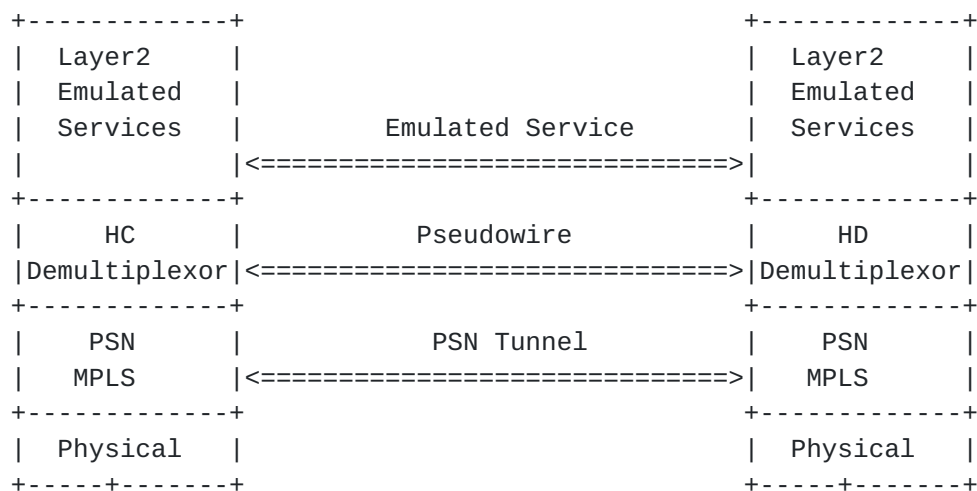 +-------------+                                +-------------+
|  Layer2     |                                |  Layer2     |
|  Emulated   |                                |  Emulated   |
|  Services   |         Emulated Service       |  Services   |
|             |<==============================>|             |
+-------------+                                +-------------+
|     HC      |           Pseudowire           |     HD      |
|Demultiplexor|<==============================>|Demultiplexor|
+-------------+                                +-------------+
|    PSN      |            PSN Tunnel          |    PSN      |
|   MPLS      |<==============================>|   MPLS      |
+-------------+                                +-------------+
|  Physical   |                                |  Physical   |
+-----+-------+                                +-----+-------+